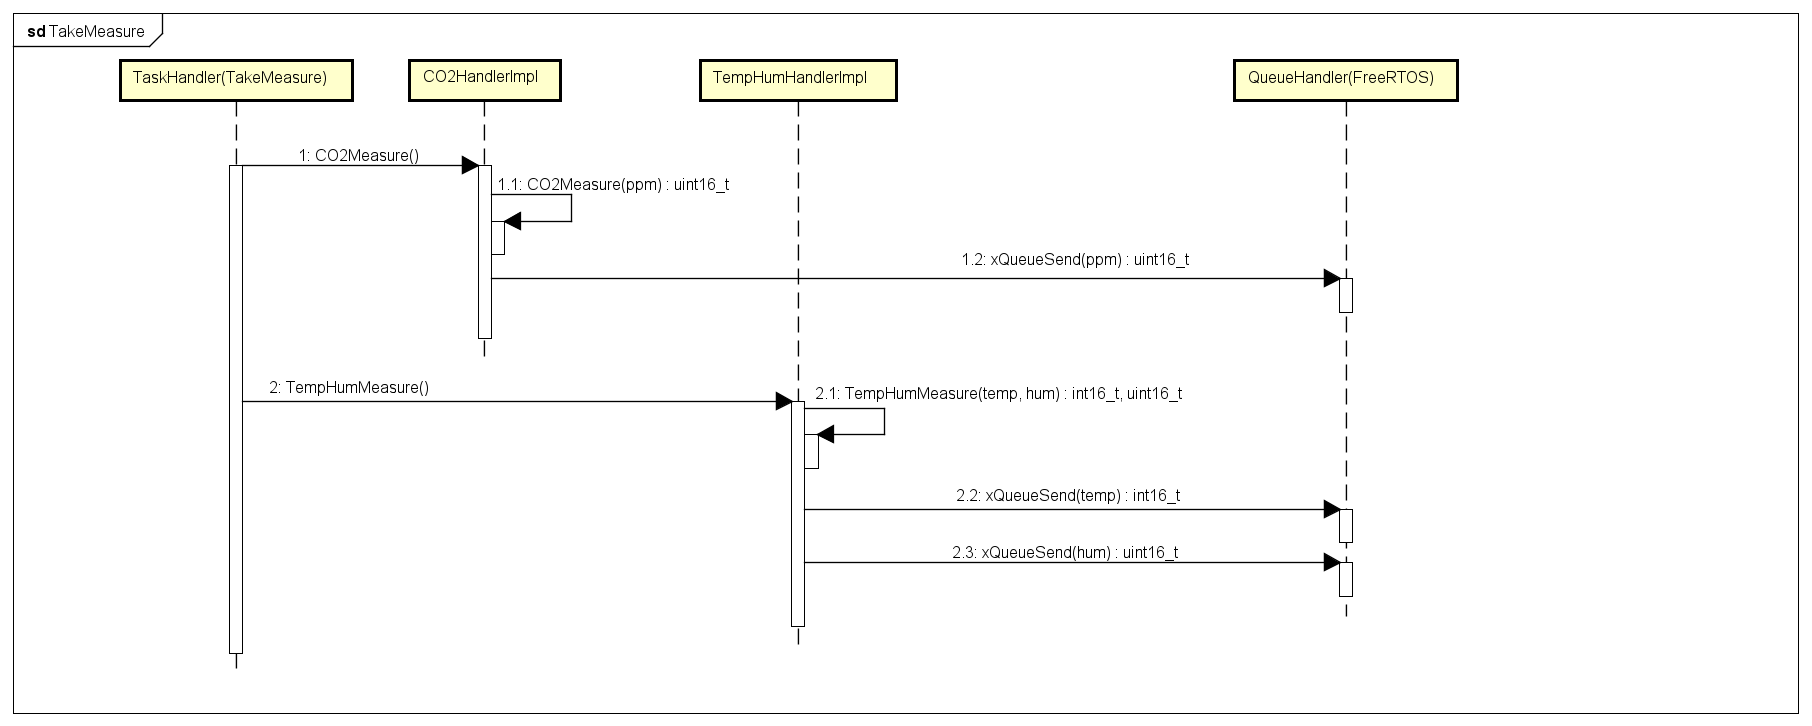 sd TakeMeasure
TaskHandler(TakeMeasure)
CO2HandlerImpl
TempHumHandlerImpl
QueueHandler(FreeRTOS)
1: CO2Measure()
1.1: CO2Measure(ppm) : uint16_t
1.2: xQueueSend(ppm) : uint16_t
2: TempHumMeasure()
2.1: TempHumMeasure(temp, hum) : int16_t, uint16_t
2.2: xQueueSend(temp) : int16_t
2.3: xQueueSend(hum) : uint16_t